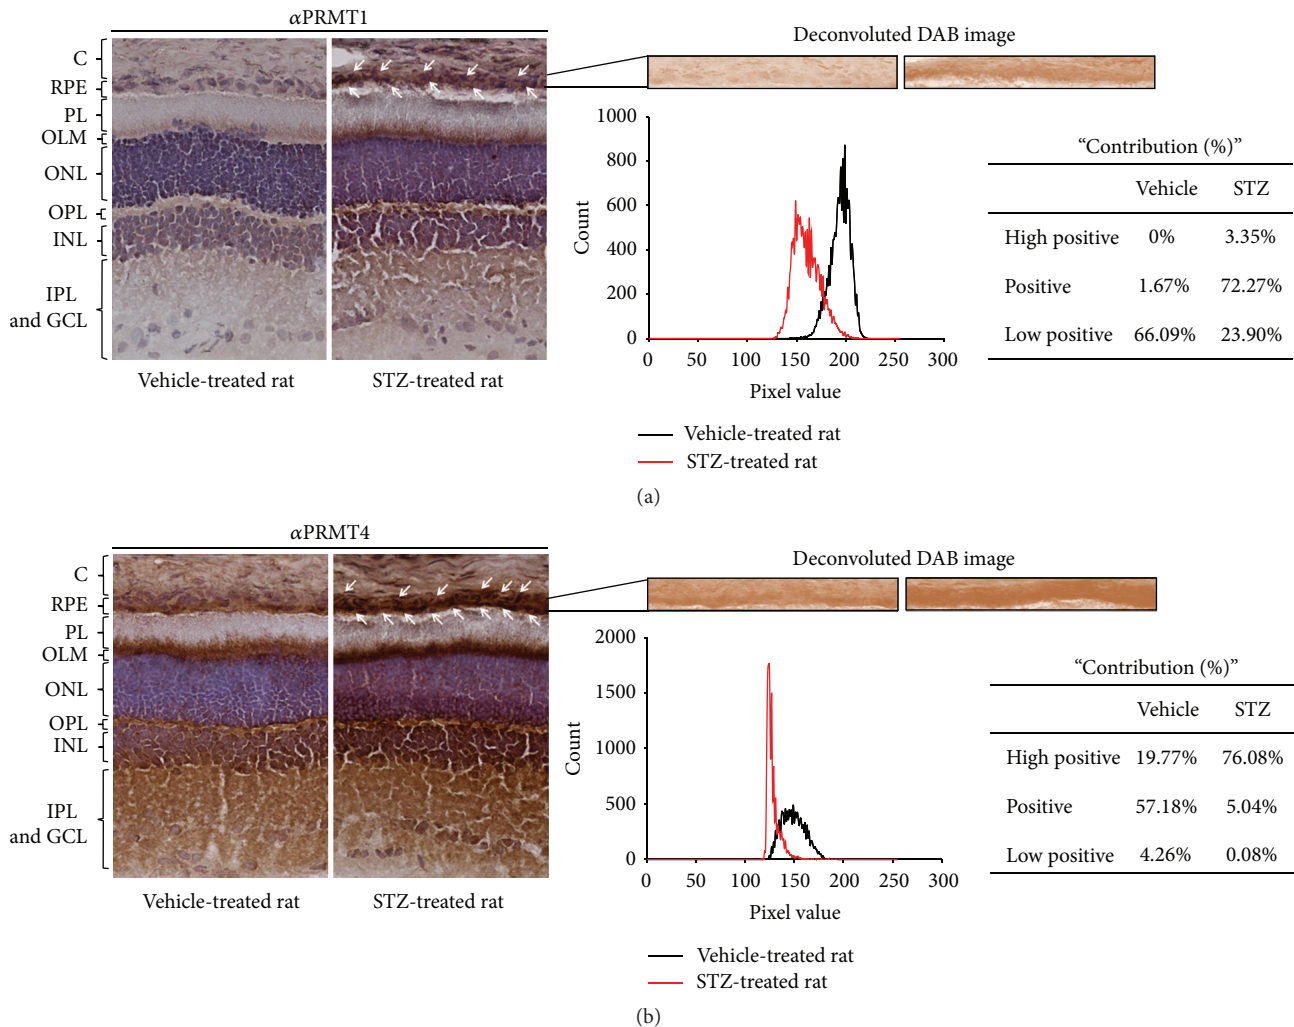 αPRMT1
C
RPE
PL
OLM
ONL
OPL
INL
IPL
and GCL
Vehicle-treated rat
STZ-treated rat
Deconvoluted DAB image
1000
800
600
400
200
0
Count
0
50
100
150
200
250
300
Pixel value
Vehicle-treated rat
STZ-treated rat
“Contribution (%)”
Vehicle STZ
High positive 0% 3.35%
Positive 1.67% 72.27%
Low positive 66.09% 23.90%
(a)
αPRMT4
C
RPE
PL
OLM
ONL
OPL
INL
IPL
and GCL
Vehicle-treated rat
STZ-treated rat
Deconvoluted DAB image
2000
1500
1000
500
0
Count
0
50
100
150
200
250
300
Pixel value
Vehicle-treated rat
STZ-treated rat
“Contribution (%)”
Vehicle STZ
High positive 19.77% 76.08%
Positive 57.18% 5.04%
Low positive 4.26% 0.08%
(b)